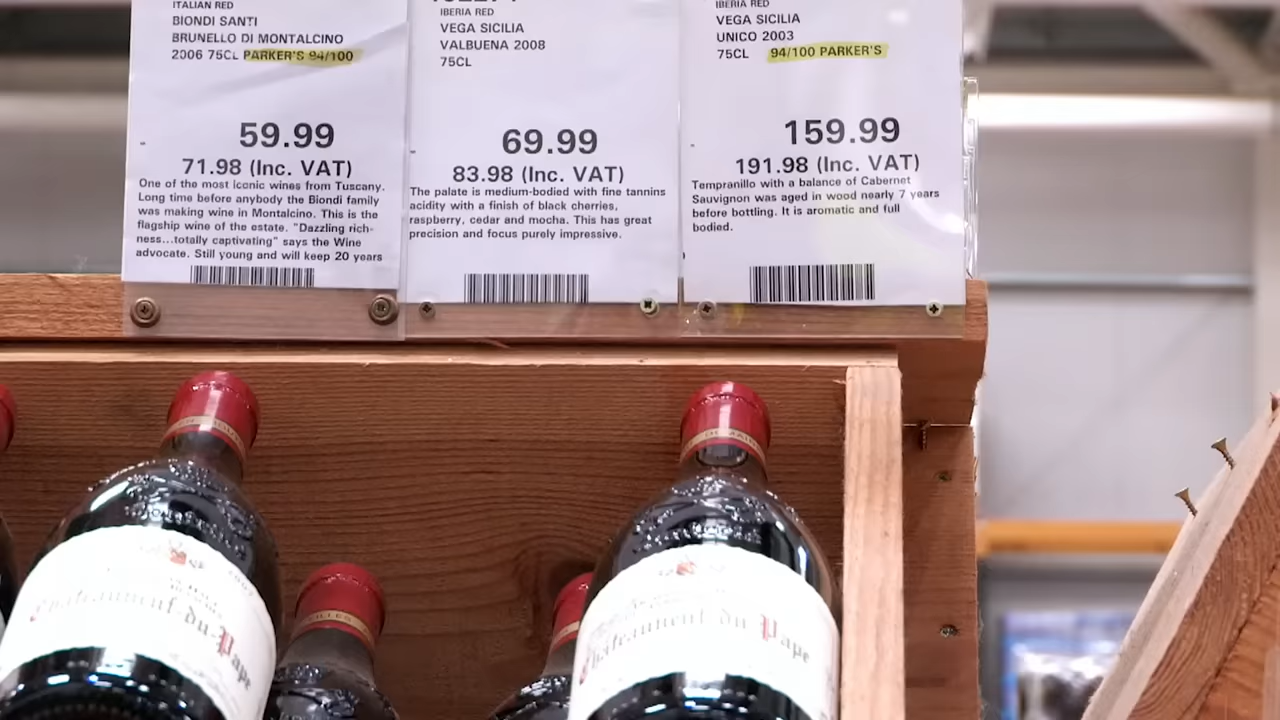 ITALIAN RED
BIONDI SANTI
BRUNELLO DI MONTALCINO
2006 75CL PARKER'S 94/100
59.99
71.98 (Inc. VAT)
One of the most iconic wines from Tuscany.
Long time before anybody the Biondi family
was making wine in Montalcino. This is the
flagship wine of the estate. "Dazzling rich-
ness...totally captivating" says the Wine
advocate. Still young and will keep 20 years
IBERIA RED
VEGA SICILIA
VALBUENA 2008
75CL
69.99
83.98 (Inc. VAT)
The palate is medium-bodied with fine tannins
acidity with a finish of black cherries,
raspberry, cedar and mocha. This has great
precision and focus purely impressive.
IBERIA RED
VEGA SICILIA
UNICO 2003
75CL 94/100 PARKER'S
159.99
191.98 (Inc. VAT)
Tempranillo with a balance of Cabernet
Sauvignon was aged in wood nearly 7 years
before bottling. It is aromatic and full
bodied.
Chateauneuf-du-Pape
Chateauneuf du Pape